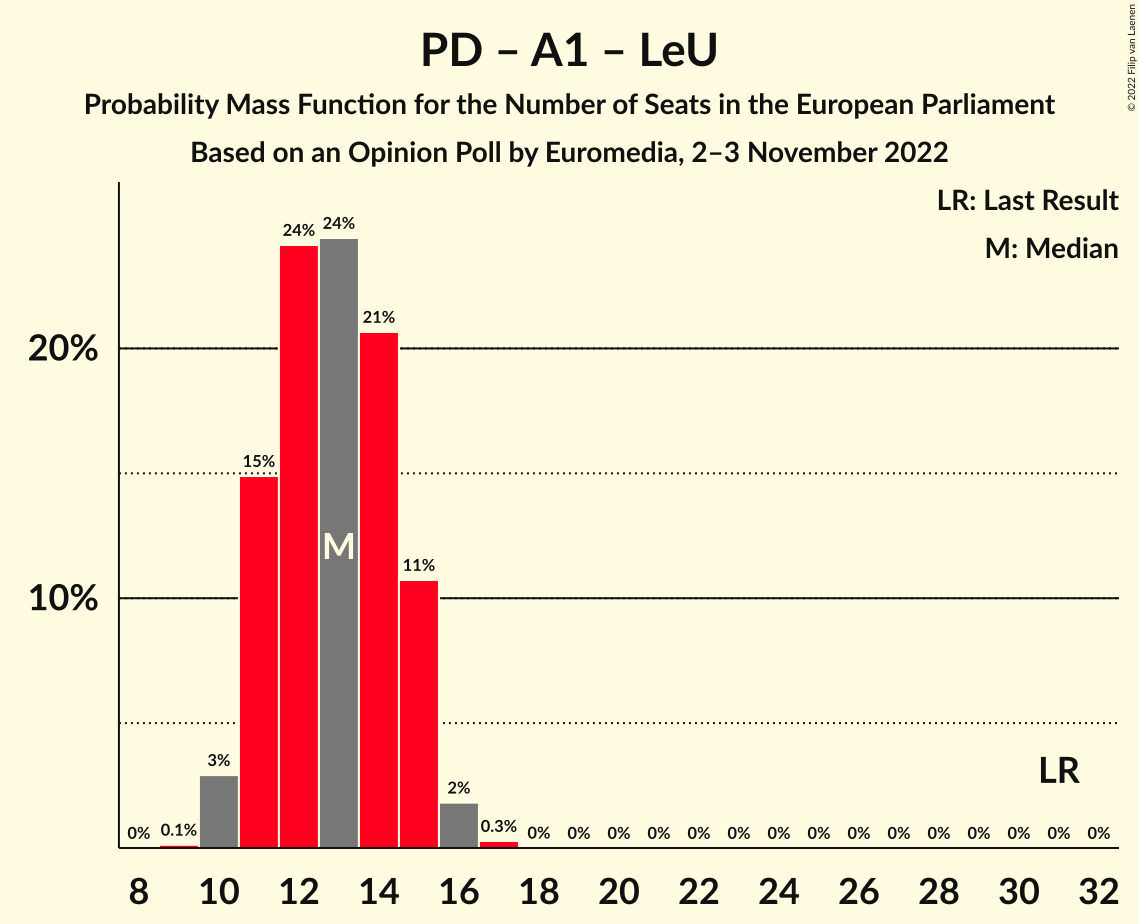 PD – A1 – LeU
Probability Mass Function for the Number of Seats in the European Parliament
Based on an Opinion Poll by Euromedia, 2–3 November 2022
© 2022 Filip van Laenen
LR: Last Result
M: Median
20%
10%
0% 0.1% 3% 15% 24% 24% 21% 11% 2% 0.3% 0% 0% 0% 0% 0% 0% 0% 0% 0% 0% 0% 0% 0% 0% 0%
M
LR
8 10 12 14 16 18 20 22 24 26 28 30 32